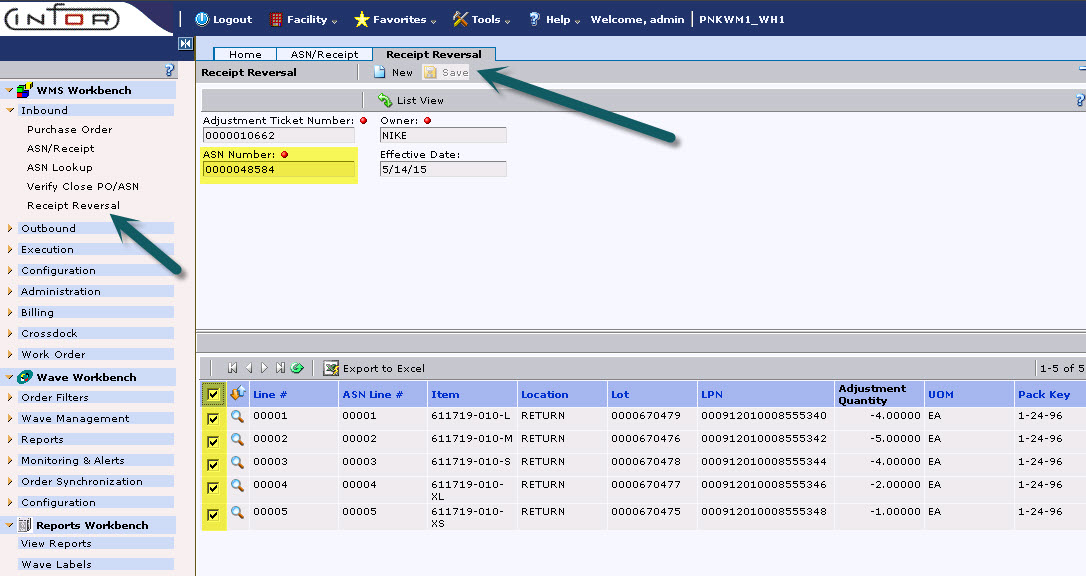 infor
Logout Facility Favorites Tools Help Welcome, admin PNKWM1_WH1
Home ASN/Receipt Receipt Reversal
Receipt Reversal New Save
List View
Adjustment Ticket Number: Owner:
0000010662 NIKE
ASN Number: Effective Date:
0000048584 5/14/15
WMS Workbench
Inbound
Purchase Order
ASN/Receipt
ASN Lookup
Verify Close PO/ASN
Receipt Reversal
Outbound
Execution
Configuration
Administration
Billing
Crossdock
Work Order
Wave Workbench
Order Filters
Wave Management
Reports
Monitoring & Alerts
Order Synchronization
Configuration
Reports Workbench
View Reports
Wave Labels
Export to Excel 1-5 of 5
Line # ASN Line # Item Location Lot LPN Adjustment Quantity UOM Pack Key
00001 00001 611719-010-L RETURN 0000670479 000912010008555340 -4.00000 EA 1-24-96
00002 00002 611719-010-M RETURN 0000670476 000912010008555342 -5.00000 EA 1-24-96
00003 00003 611719-010-S RETURN 0000670478 000912010008555344 -4.00000 EA 1-24-96
00004 00004 611719-010-XL RETURN 0000670477 000912010008555346 -2.00000 EA 1-24-96
00005 00005 611719-010-XS RETURN 0000670475 000912010008555348 -1.00000 EA 1-24-96